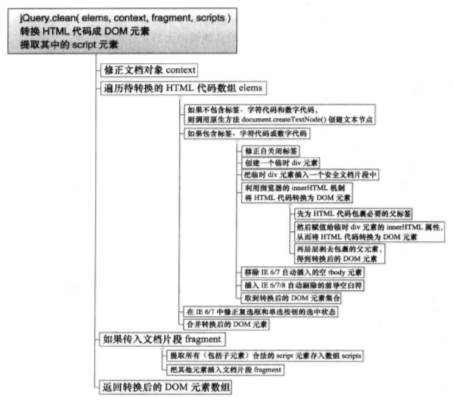 jQuery.clean( elems, context, fragment, scripts )
转换 HTML 代码成 DOM 元素
提取其中的 script 元素
修正文档对象 context
遍历待转换的 HTML 代码数组 elems
如果不包含标签、字符代码和数字代码,
则调用原生方法 document.createTextNode() 创建文本节点
如果包含标签、字符代码或数字代码
修正自关闭标签
创建一个临时 div 元素
把临时 div 元素插入一个安全文档片段中
利用浏览器的 innerHTML 机制
将 HTML 代码转换为 DOM 元素
先为 HTML 代码包裹必要的父标签
然后赋值给临时 div 元素的 innerHTML 属性,
从而将 HTML 代码转换为 DOM 元素
再层层剥去包裹的父元素,
得到转换后的 DOM 元素
移除 IE 6/7 自动插入的空 tbody 元素
插入 IE 6/7/8 自动剔除的前导空白符
取到转换后的 DOM 元素集合
在 IE 6/7 中修正复选框和单选按钮的选中状态
合并转换后的 DOM 元素
如果传入文档片段 fragment
提取所有(包括子元素)合法的 script 元素存入数组 scripts
把其他元素插入文档片段 fragment
返回转换后的 DOM 元素数组